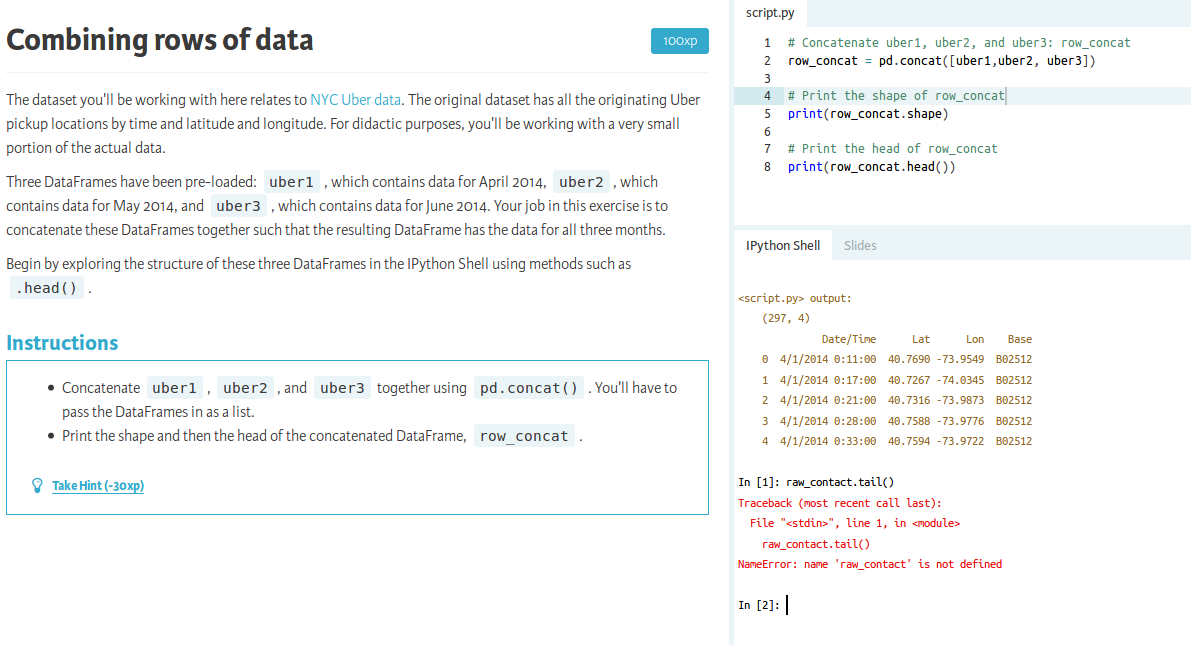 Combining rows of data
100xp
The dataset you'll be working with here relates to NYC Uber data. The original dataset has all the originating Uber
pickup locations by time and latitude and longitude. For didactic purposes, you'll be working with a very small
portion of the actual data.
Three DataFrames have been pre-loaded: uber1 , which contains data for April 2014, uber2 , which
contains data for May 2014, and uber3 , which contains data for June 2014. Your job in this exercise is to
concatenate these DataFrames together such that the resulting DataFrame has the data for all three months.
Begin by exploring the structure of these three DataFrames in the IPython Shell using methods such as
.head() .
Instructions
• Concatenate uber1 , uber2 , and uber3 together using pd.concat() . You'll have to
pass the DataFrames in as a list.
• Print the shape and then the head of the concatenated DataFrame, row_concat .
Take Hint (-30xp)
script.py
1 # Concatenate uber1, uber2, and uber3: row_concat
2 row_concat = pd.concat([uber1,uber2, uber3])
3
4 # Print the shape of row_concat
5 print(row_concat.shape)
6
7 # Print the head of row_concat
8 print(row_concat.head())
IPython Shell Slides
<script.py> output:
(297, 4)
Date/Time Lat Lon Base
0 4/1/2014 0:11:00 40.7690 -73.9549 B02512
1 4/1/2014 0:17:00 40.7267 -74.0345 B02512
2 4/1/2014 0:21:00 40.7316 -73.9873 B02512
3 4/1/2014 0:28:00 40.7588 -73.9776 B02512
4 4/1/2014 0:33:00 40.7594 -73.9722 B02512
In [1]: raw_contact.tail()
Traceback (most recent call last):
File "<stdin>", line 1, in <module>
raw_contact.tail()
NameError: name 'raw_contact' is not defined
In [2]: